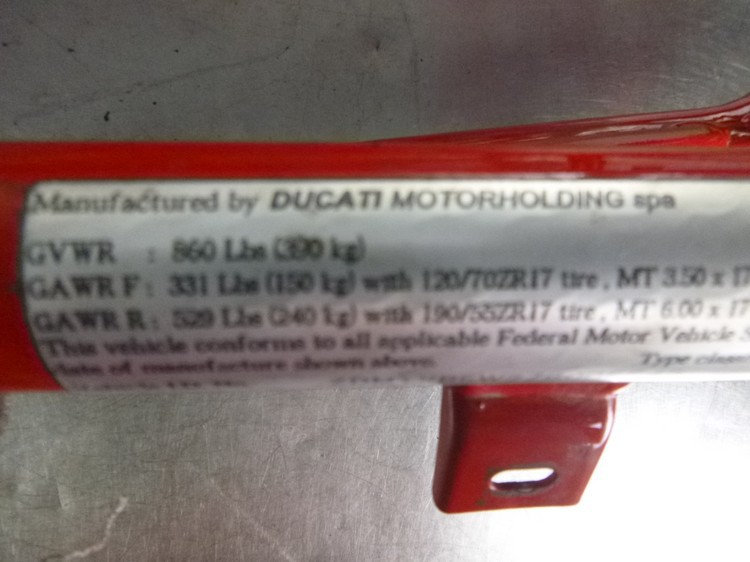 Manufactured by DUCATI MOTORHOLDING spa
GVWR : 860 Lbs (390 kg)
GAWR F : 331 Lbs (150 kg) with 120/70ZR17 tire , MT 3.50 x 17
GAWR R : 529 Lbs (240 kg) with 190/55ZR17 tire , MT 6.00 x 17
This vehicle conforms to all applicable Federal Motor Vehicle S
date of manufacture shown above. Type